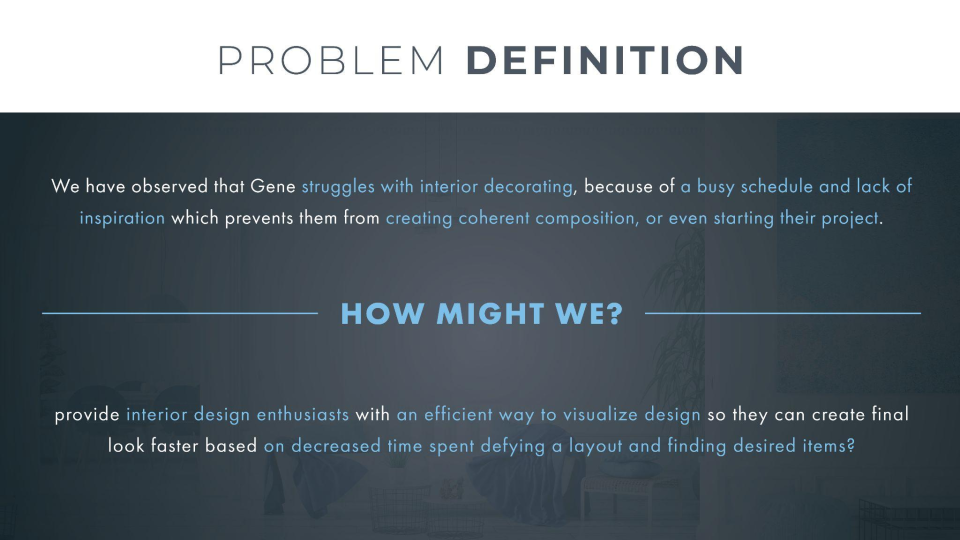 PROBLEM DEFINITION
We have observed that Gene struggles with interior decorating, because of a busy schedule and lack of
inspiration which prevents them from creating coherent composition, or even starting their project.
HOW MIGHT WE?
provide interior design enthusiasts with an efficient way to visualize design so they can create final
look faster based on decreased time spent defying a layout and finding desired items?